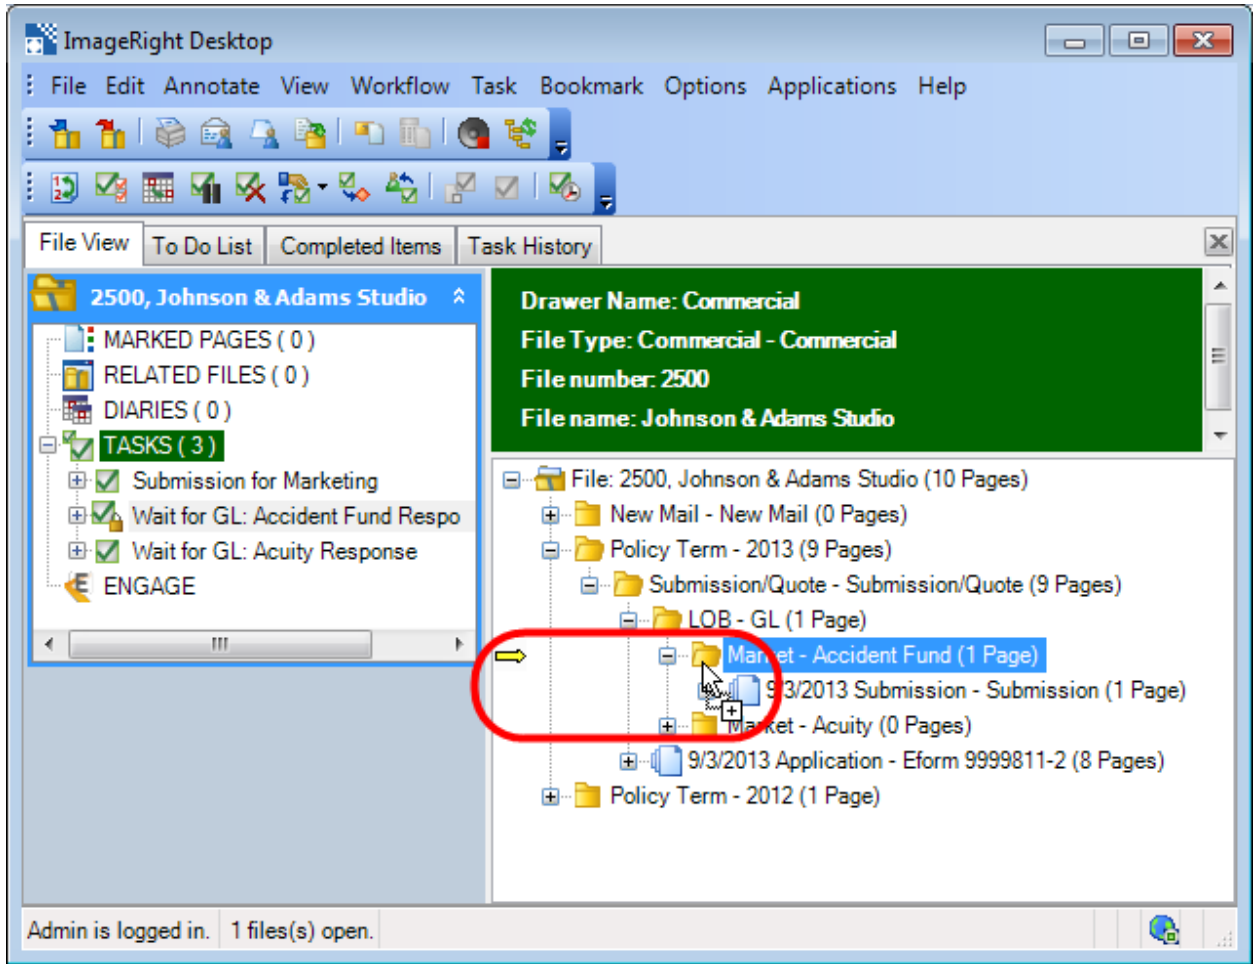 ImageRight Desktop
File Edit Annotate View Workflow Task Bookmark Options Applications Help
File View To Do List Completed Items Task History
2500, Johnson & Adams Studio
MARKED PAGES ( 0 )
RELATED FILES ( 0 )
DIARIES ( 0 )
TASKS ( 3 )
Submission for Marketing
Wait for GL: Accident Fund Respo
Wait for GL: Acuity Response
ENGAGE
Drawer Name: Commercial
File Type: Commercial - Commercial
File number: 2500
File name: Johnson & Adams Studio
File: 2500, Johnson & Adams Studio (10 Pages)
New Mail - New Mail (0 Pages)
Policy Term - 2013 (9 Pages)
Submission/Quote - Submission/Quote (9 Pages)
LOB - GL (1 Page)
Market - Accident Fund (1 Page)
9/3/2013 Submission - Submission (1 Page)
Market - Acuity (0 Pages)
9/3/2013 Application - Eform 9999811-2 (8 Pages)
Policy Term - 2012 (1 Page)
Admin is logged in. 1 files(s) open.